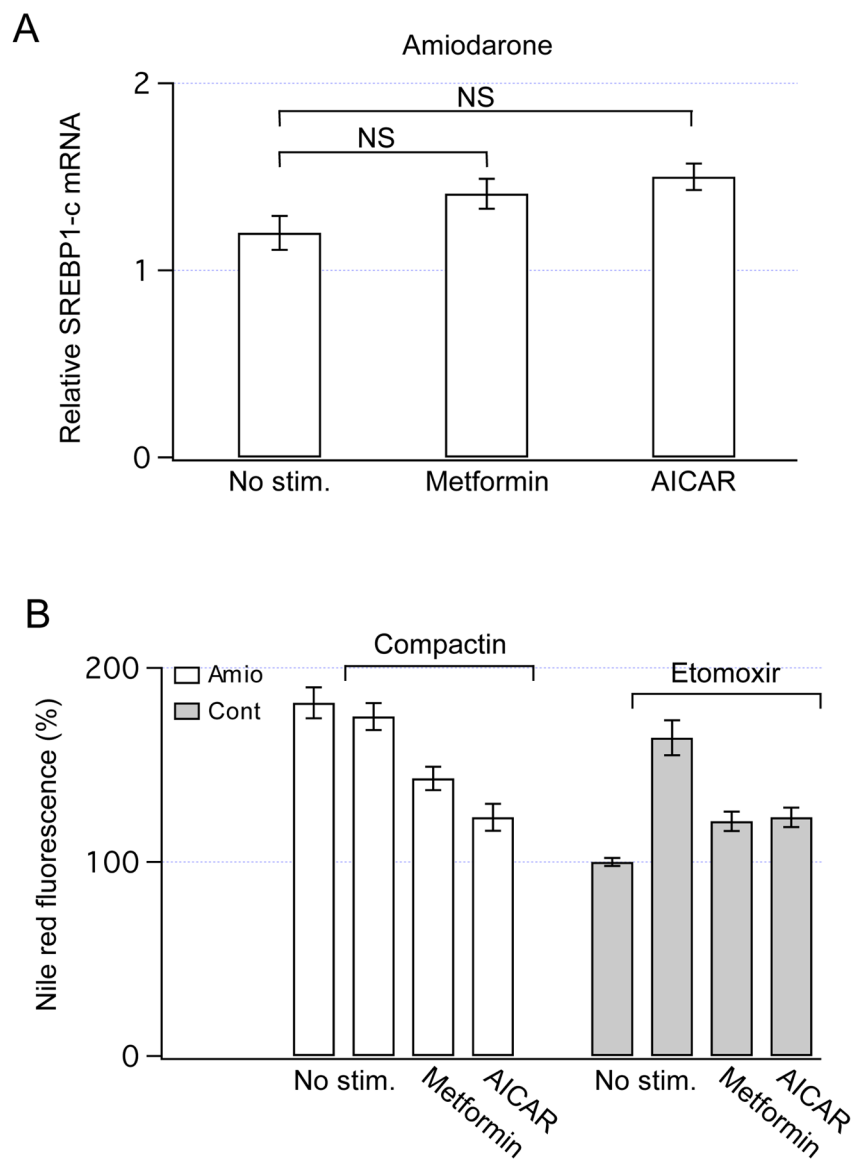 A
Amiodarone
Relative SREBP1-c mRNA
2
1
0
NS
NS
No stim.
Metformin
AICAR
B
Nile red fluorescence (%)
200
100
0
Amio
Cont
Compactin
Etomoxir
No stim.
Metformin
AICAR
No stim.
Metformin
AICAR